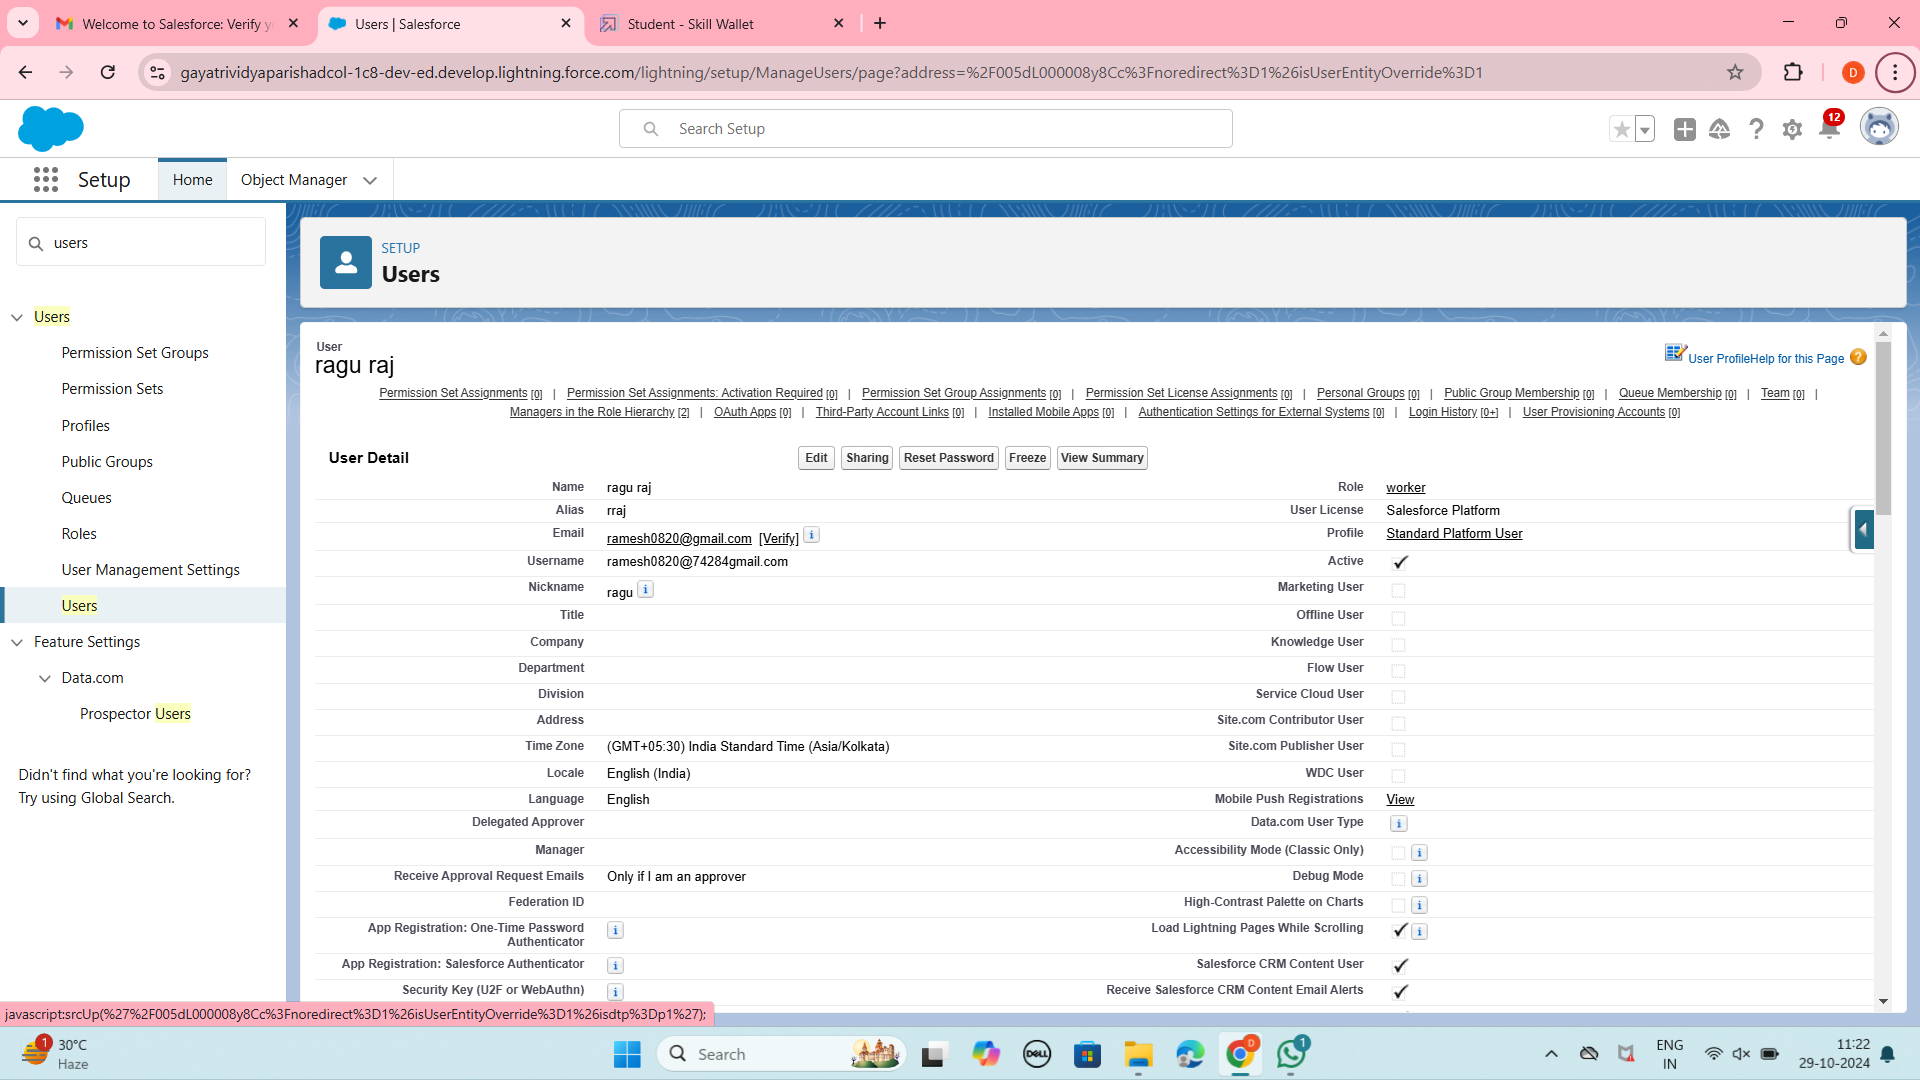 Welcome to Salesforce: Verify y
Users | Salesforce
Student - Skill Wallet
gayatrividyaparishadcol-1c8-dev-ed.develop.lightning.force.com/lightning/setup/ManageUsers/page?address=%2F005dL000008y8Cc%3Fnoredirect%3D1%26isUserEntityOverride%3D1
D
Search Setup
12
Setup
Home
Object Manager
users
SETUP
Users
Users
Permission Set Groups
Permission Sets
Profiles
Public Groups
Queues
Roles
User Management Settings
Users
Feature Settings
Data.com
Prospector Users
Didn't find what you're looking for?
Try using Global Search.
User
ragu raj
User ProfileHelp for this Page ?
Permission Set Assignments [0] | Permission Set Assignments: Activation Required [0] | Permission Set Group Assignments [0] | Permission Set License Assignments [0] | Personal Groups [0] | Public Group Membership [0] | Queue Membership [0] | Team [0] |
Managers in the Role Hierarchy [2] | OAuth Apps [0] | Third-Party Account Links [0] | Installed Mobile Apps [0] | Authentication Settings for External Systems [0] | Login History [0+] | User Provisioning Accounts [0]
User Detail
Edit Sharing Reset Password Freeze View Summary
Name ragu raj Role worker
Alias rraj User License Salesforce Platform
Email ramesh0820@gmail.com [Verify] i Profile Standard Platform User
Username ramesh0820@74284gmail.com Active
Nickname ragu i Marketing User
Title Offline User
Company Knowledge User
Department Flow User
Division Service Cloud User
Address Site.com Contributor User
Time Zone (GMT+05:30) India Standard Time (Asia/Kolkata) Site.com Publisher User
Locale English (India) WDC User
Language English Mobile Push Registrations View
Delegated Approver Data.com User Type i
Manager Accessibility Mode (Classic Only) i
Receive Approval Request Emails Only if I am an approver Debug Mode i
Federation ID High-Contrast Palette on Charts i
App Registration: One-Time Password Authenticator i Load Lightning Pages While Scrolling i
App Registration: Salesforce Authenticator i Salesforce CRM Content User
Security Key (U2F or WebAuthn) i Receive Salesforce CRM Content Email Alerts
javascript:srcUp(%27%2F005dL000008y8Cc%3Fnoredirect%3D1%26isUserEntityOverride%3D1%26isdtp%3Dp1%27);
1
30°C
Haze
Search
DELL
D
1
ENG
IN
11:22
29-10-2024